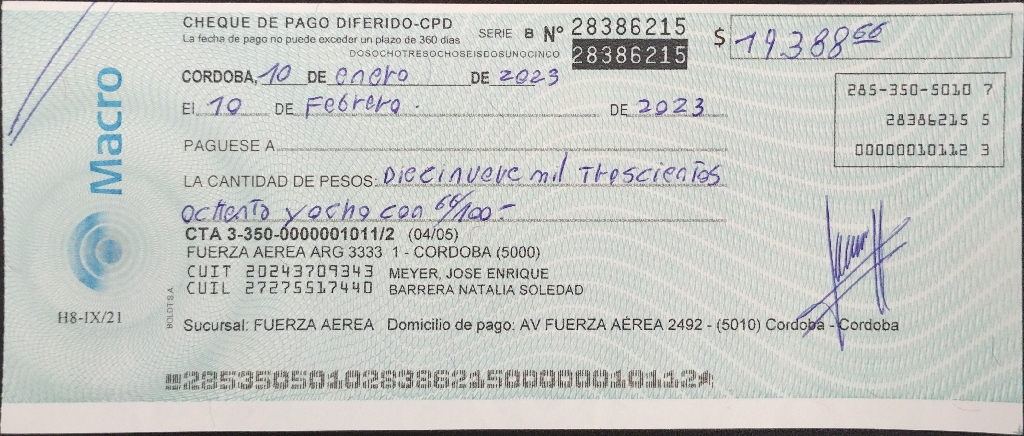 CHEQUE DE PAGO DIFERIDO-CPD
La fecha de pago no puede exceder un plazo de 360 días
SERIE B Nº 28386215
DOSOCHOTRESOCHOSEISDOSUNOCINCO 28386215
$ 19.388 66
CORDOBA, 10 DE enero DE 2023
El 10 DE Febrero. DE 2023
285-350-5010 7
28386215 5
00000010112 3
PAGUESE A
LA CANTIDAD DE PESOS: Diecinueve mil Trescientos
ochenta y ocho con 66/100-
CTA 3-350-0000001011/2 (04/05)
FUERZA AEREA ARG 3333 1 - CORDOBA (5000)
CUIT 20243709343 MEYER, JOSE ENRIQUE
CUIL 27275517440 BARRERA NATALIA SOLEDAD
Sucursal: FUERZA AEREA Domicilio de pago: AV FUERZA AÉREA 2492 - (5010) Cordoba - Cordoba
Macro
H8-IX/21
BOLDT S.A
28535050102838621500000010112